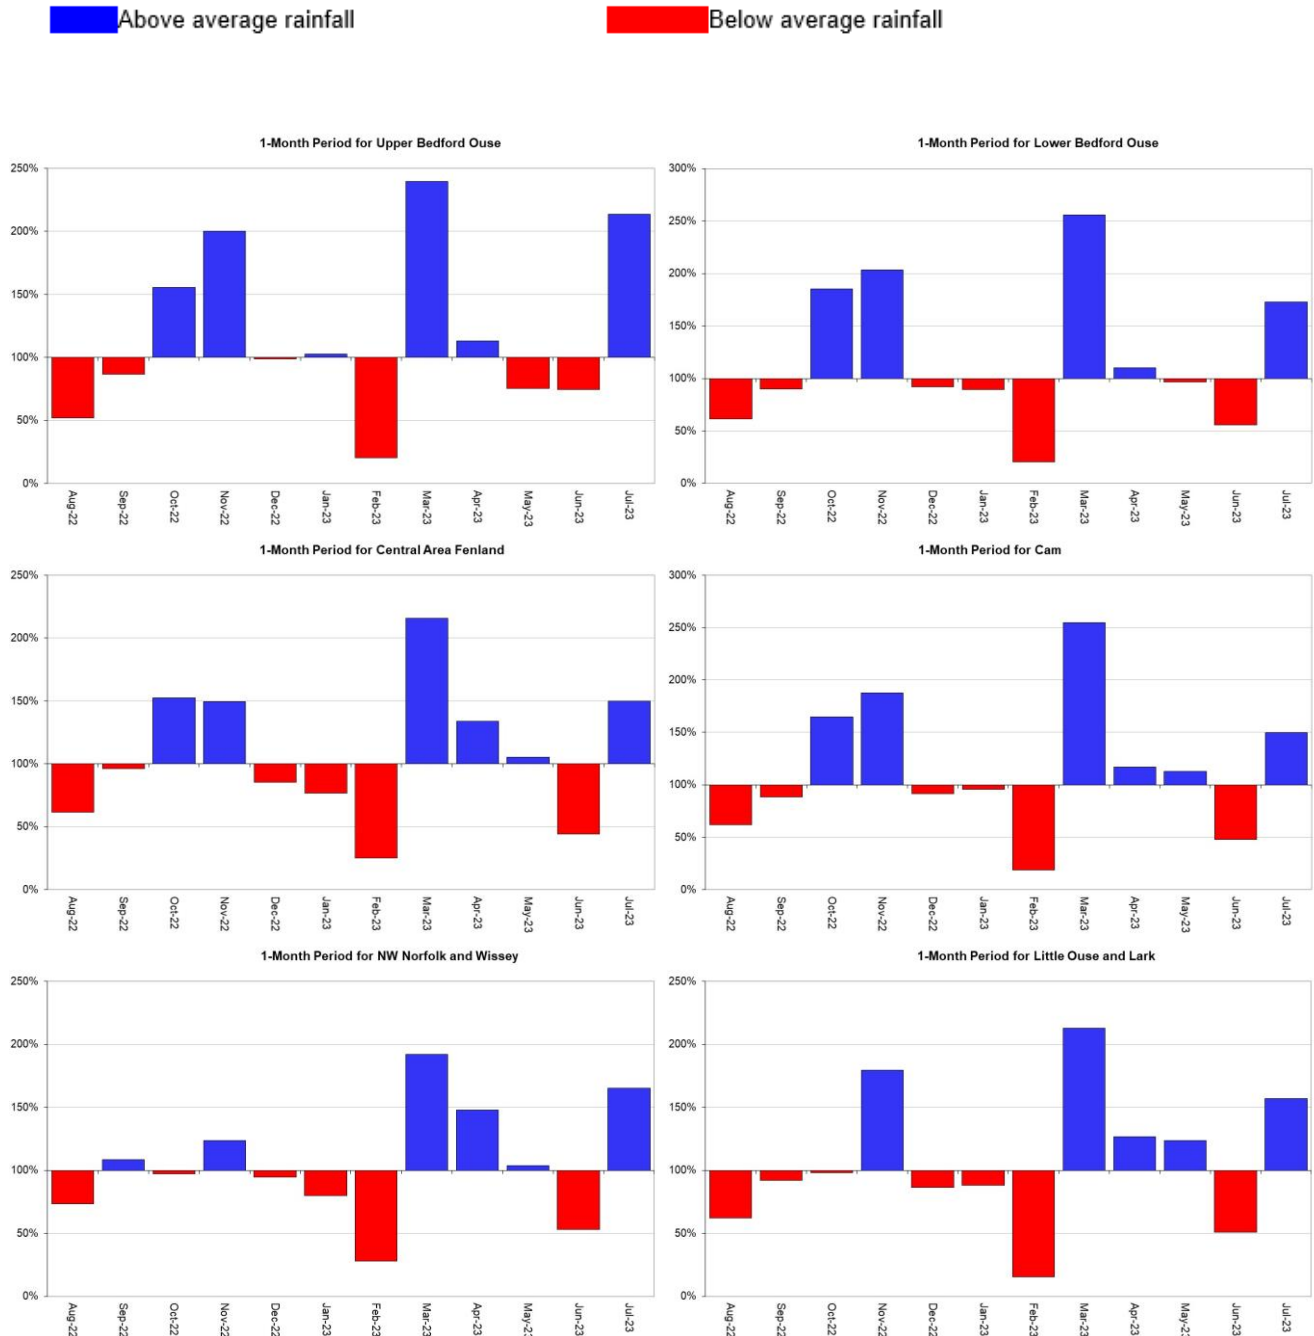 Above average rainfall
Below average rainfall
1-Month Period for Upper Bedford Ouse
250%
200%
150%
100%
50%
0%
Aug-22
Sep-22
Oct-22
Nov-22
Dec-22
Jan-23
Feb-23
Mar-23
Apr-23
May-23
Jun-23
Jul-23
1-Month Period for Lower Bedford Ouse
300%
250%
200%
150%
100%
50%
0%
Aug-22
Sep-22
Oct-22
Nov-22
Dec-22
Jan-23
Feb-23
Mar-23
Apr-23
May-23
Jun-23
Jul-23
1-Month Period for Central Area Fenland
250%
200%
150%
100%
50%
0%
Aug-22
Sep-22
Oct-22
Nov-22
Dec-22
Jan-23
Feb-23
Mar-23
Apr-23
May-23
Jun-23
Jul-23
1-Month Period for Cam
300%
250%
200%
150%
100%
50%
0%
Aug-22
Sep-22
Oct-22
Nov-22
Dec-22
Jan-23
Feb-23
Mar-23
Apr-23
May-23
Jun-23
Jul-23
1-Month Period for NW Norfolk and Wissey
250%
200%
150%
100%
50%
0%
Aug-22
Sep-22
Oct-22
Nov-22
Dec-22
Jan-23
Feb-23
Mar-23
Apr-23
May-23
Jun-23
Jul-23
1-Month Period for Little Ouse and Lark
250%
200%
150%
100%
50%
0%
Aug-22
Sep-22
Oct-22
Nov-22
Dec-22
Jan-23
Feb-23
Mar-23
Apr-23
May-23
Jun-23
Jul-23